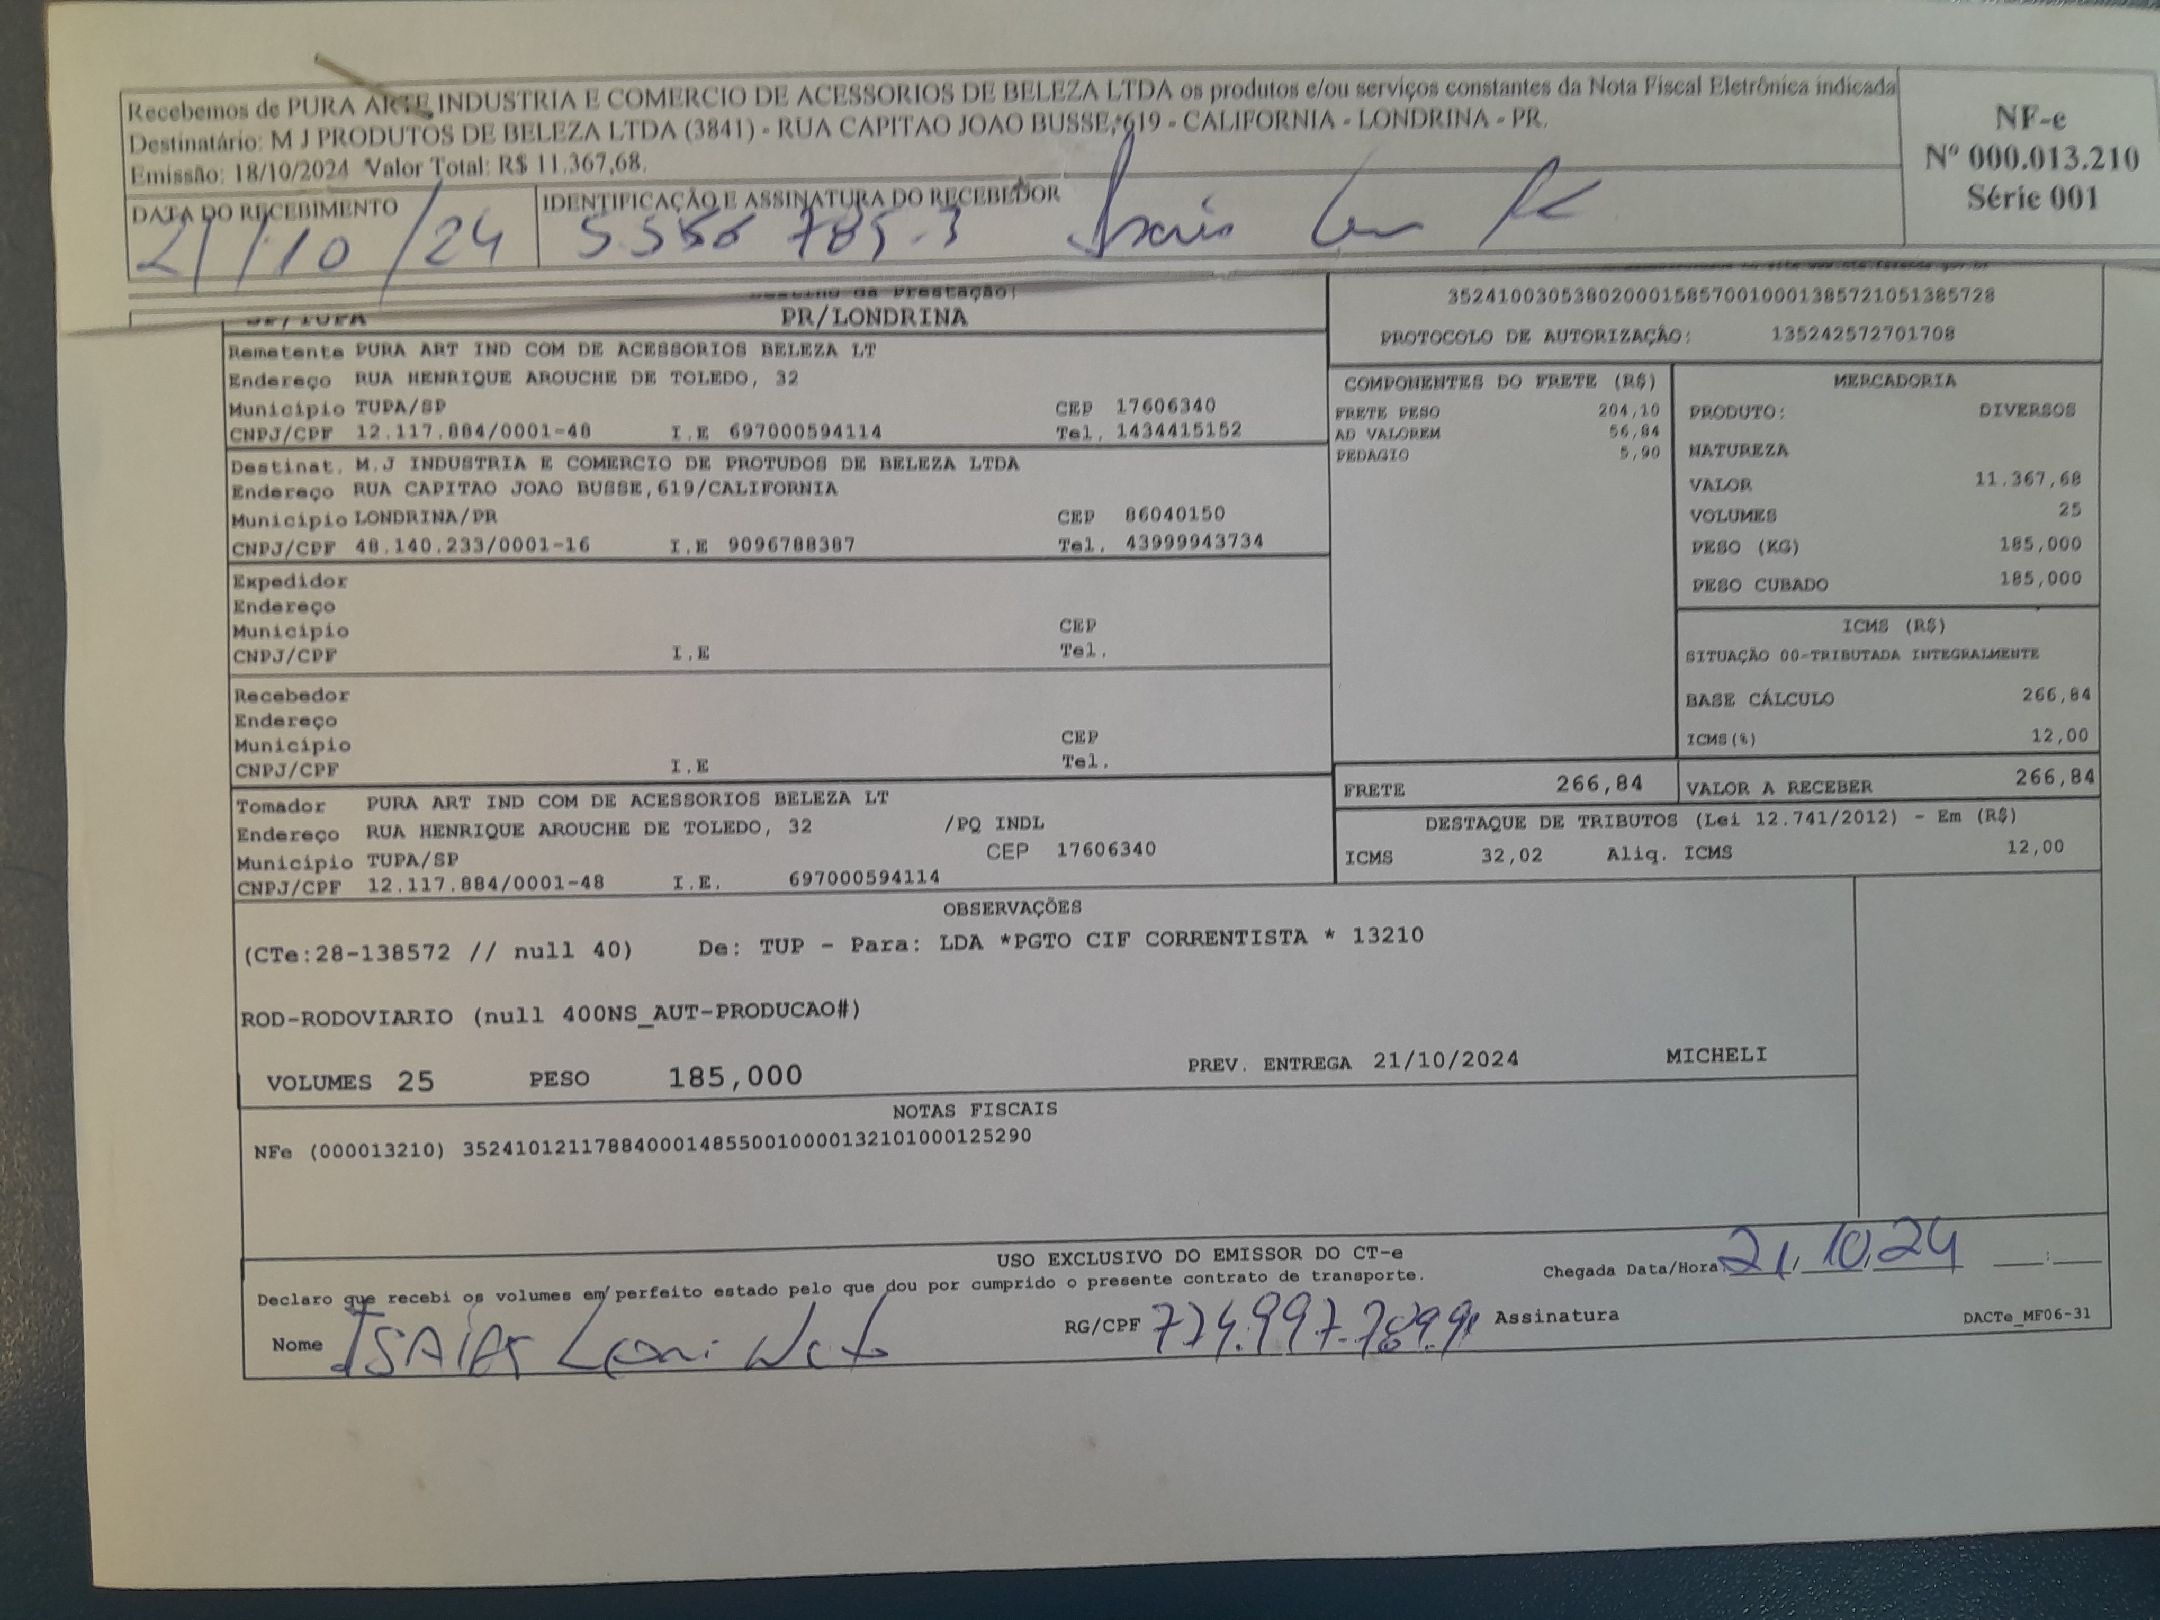 Recebemos de PURA ARTE INDUSTRIA E COMERCIO DE ACESSORIOS DE BELEZA LTDA os produtos e/ou serviços constantes da Nota Fiscal Eletrônica indicada
Destinatário: M J PRODUTOS DE BELEZA LTDA (3841) - RUA CAPITAO JOAO BUSSE, 619 - CALIFORNIA - LONDRINA - PR.
Emissão: 18/10/2024 Valor Total: R$ 11.367,68.
NF-e
Nº 000.013.210
Série 001
DATA DO RECEBIMENTO
21/10/24
IDENTIFICAÇÃO E ASSINATURA DO RECEBEDOR
5.556 785-3
da Prestação:
PR/LONDRINA
35241003053802000158570010001385721051385728
PROTOCOLO DE AUTORIZAÇÃO: 135242572701708
Remetente PURA ART IND COM DE ACESSORIOS BELEZA LT
Endereço RUA HENRIQUE AROUCHE DE TOLEDO, 32
Município TUPA/SP CEP 17606340
CNPJ/CPF 12.117.884/0001-48 I.E 697000594114 Tel. 1434415152
Destinat. M.J INDUSTRIA E COMERCIO DE PROTUDOS DE BELEZA LTDA
Endereço RUA CAPITAO JOAO BUSSE,619/CALIFORNIA
Município LONDRINA/PR CEP 86040150
CNPJ/CPF 48.140.233/0001-16 I.E 9096788387 Tel. 43999943734
Expedidor
Endereço
Município CEP
CNPJ/CPF I.E Tel.
Recebedor
Endereço
Município CEP
CNPJ/CPF I.E Tel.
Tomador PURA ART IND COM DE ACESSORIOS BELEZA LT
Endereço RUA HENRIQUE AROUCHE DE TOLEDO, 32 /PQ INDL
Município TUPA/SP CEP 17606340
CNPJ/CPF 12.117.884/0001-48 I.E. 697000594114
COMPONENTES DO FRETE (R$)
FRETE PESO 204,10
AD VALOREM 56,84
PEDAGIO 5,90
MERCADORIA
PRODUTO: DIVERSOS
NATUREZA
VALOR 11.367,68
VOLUMES 25
PESO (KG) 185,000
PESO CUBADO 185,000
ICMS (R$)
SITUAÇÃO 00-TRIBUTADA INTEGRALMENTE
BASE CÁLCULO 266,84
ICMS(%) 12,00
FRETE 266,84 VALOR A RECEBER 266,84
DESTAQUE DE TRIBUTOS (Lei 12.741/2012) - Em (R$)
ICMS 32,02 Aliq. ICMS 12,00
OBSERVAÇÕES
(CTe:28-138572 // null 40) De: TUP - Para: LDA *PGTO CIF CORRENTISTA * 13210
ROD-RODOVIARIO (null 400NS_AUT-PRODUCAO#)
VOLUMES 25 PESO 185,000 PREV. ENTREGA 21/10/2024 MICHELI
NOTAS FISCAIS
NFe (000013210) 35241012117884000148550010000132101000125290
USO EXCLUSIVO DO EMISSOR DO CT-e
Declaro que recebi os volumes em perfeito estado pelo que dou por cumprido o presente contrato de transporte.
Chegada Data/Hora 21/10/24 :
Nome ISAIAS
RG/CPF 774.997.789.91 Assinatura
DACTe_MF06-31